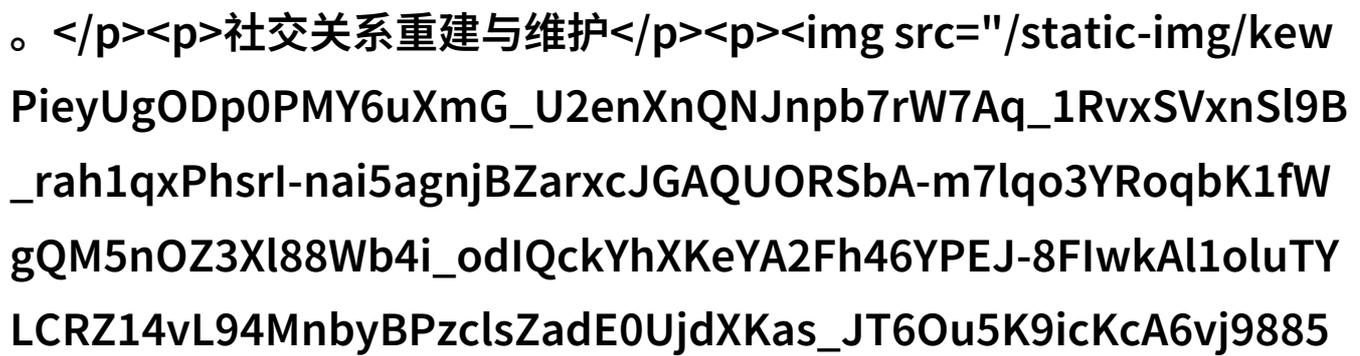 。</p><p>社交关系重建与维护</p><p><img src="/static-img/kew
PieyUgODp0PMY6uXmG_U2enXnQNJnpb7rW7Aq_1RvxSVxnSl9B
_rah1qxPhsrI-nai5agnjBZarxcJGAQUORSbA-m7lqo3YRoqbK1fW
gQM5nOZ3Xl88Wb4i_odIQckYhXKeYA2Fh46YPEJ-8FIwkAl1oluTY
LCRZ14vL94MnbyBPzclsZadE0UjdXKas_JT6Ou5K9icKcA6vj9885